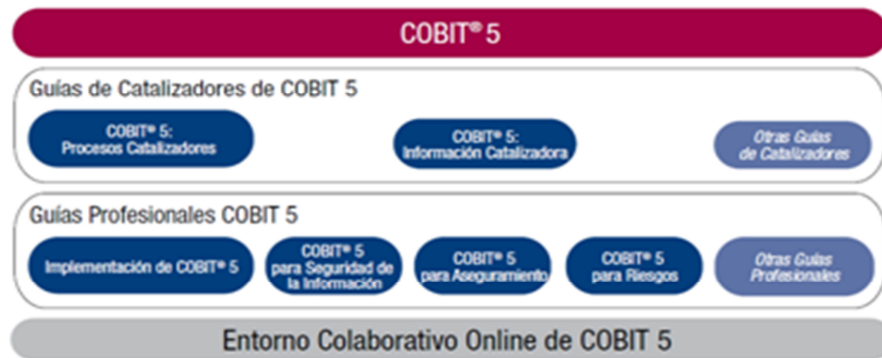 COBIT® 5
Guías de Catalizadores de COBIT 5
COBIT® 5:
Procesos Catalizadores
COBIT® 5:
Información Catalizadora
Otras Guías
de Catalizadores
Guías Profesionales COBIT 5
Implementación de COBIT® 5
COBIT® 5
para Seguridad de
la Información
COBIT® 5
para Aseguramiento
COBIT® 5
para Riesgos
Otras Guías
Profesionales
Entorno Colaborativo Online de COBIT 5